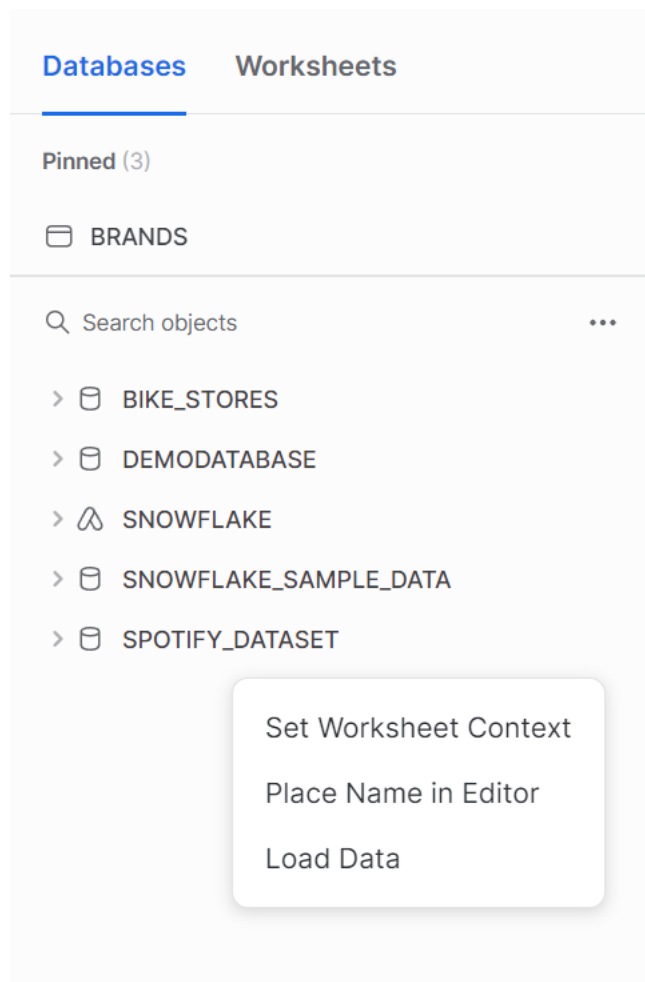 Databases Worksheets
Pinned (3)
BRANDS
Search objects
BIKE_STORES
DEMODATABASE
SNOWFLAKE
SNOWFLAKE_SAMPLE_DATA
SPOTIFY_DATASET
Set Worksheet Context
Place Name in Editor
Load Data